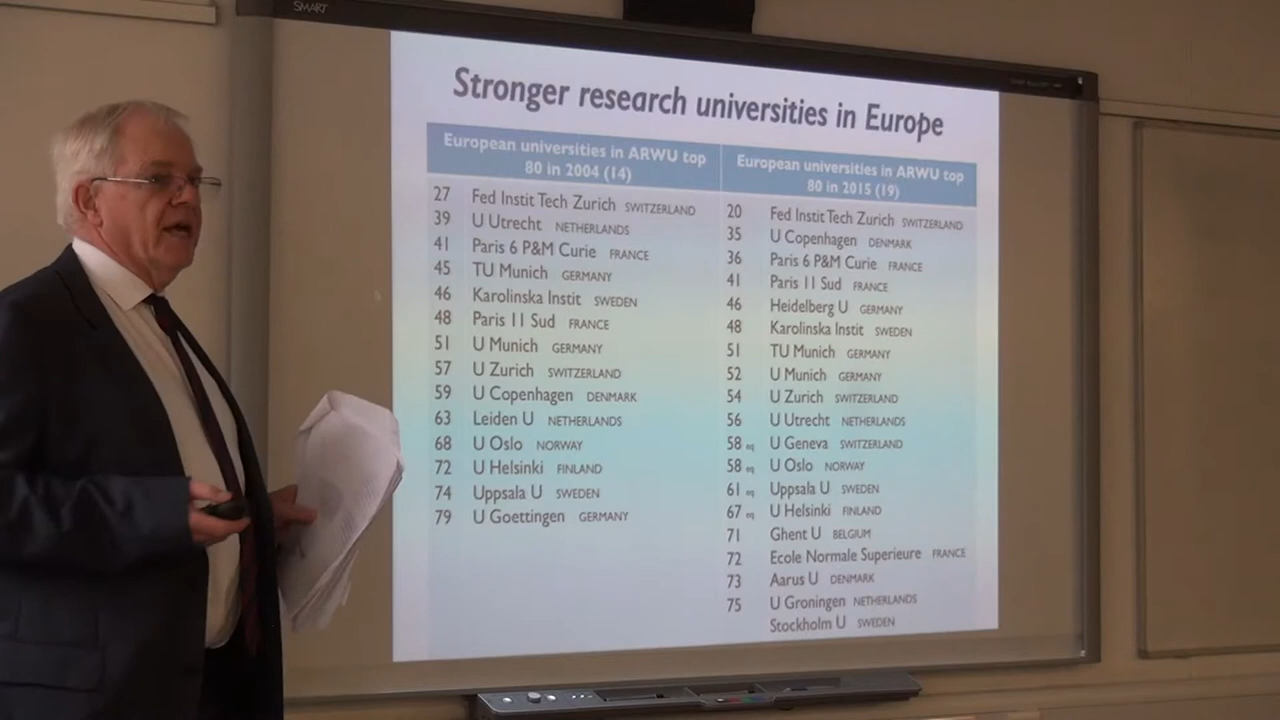 SMART
Stronger research universities in Europe
European universities in ARWU top
80 in 2004 (14)
27 Fed Instit Tech Zurich SWITZERLAND
39 U Utrecht NETHERLANDS
41 Paris 6 P&M Curie FRANCE
45 TU Munich GERMANY
46 Karolinska Instit SWEDEN
48 Paris 11 Sud FRANCE
51 U Munich GERMANY
57 U Zurich SWITZERLAND
59 U Copenhagen DENMARK
63 Leiden U NETHERLANDS
68 U Oslo NORWAY
72 U Helsinki FINLAND
74 Uppsala U SWEDEN
79 U Goettingen GERMANY
European universities in ARWU top
80 in 2015 (19)
20 Fed Instit Tech Zurich SWITZERLAND
35 U Copenhagen DENMARK
36 Paris 6 P&M Curie FRANCE
41 Paris 11 Sud FRANCE
46 Heidelberg U GERMANY
48 Karolinska Instit SWEDEN
51 TU Munich GERMANY
52 U Munich GERMANY
54 U Zurich SWITZERLAND
56 U Utrecht NETHERLANDS
58 eq U Geneva SWITZERLAND
58 eq U Oslo NORWAY
61 eq Uppsala U SWEDEN
67 eq U Helsinki FINLAND
71 Ghent U BELGIUM
72 Ecole Normale Superieure FRANCE
73 Aarus U DENMARK
75 U Groningen NETHERLANDS
Stockholm U SWEDEN